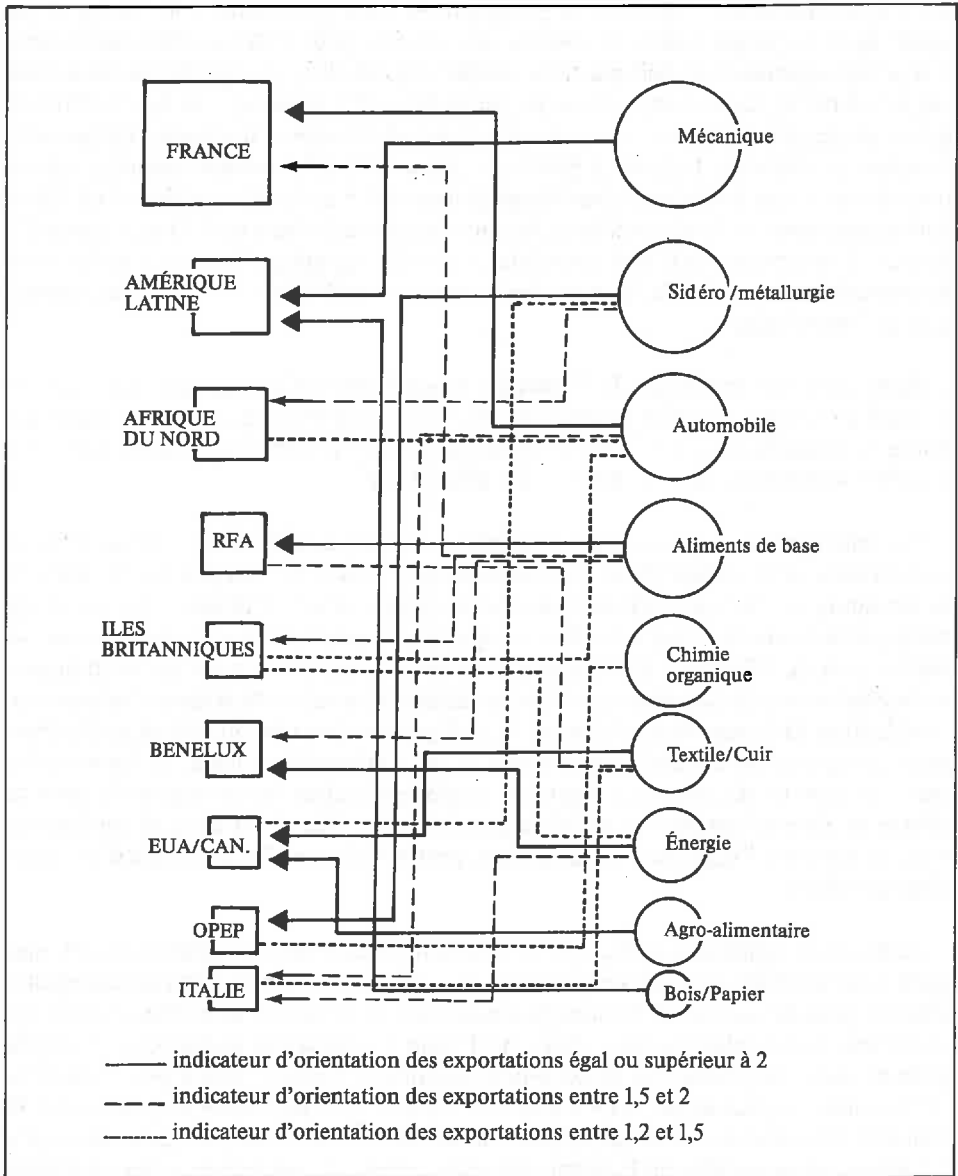 FRANCE
Mécanique
AMÉRIQUE
LATINE
Sidéro/métallurgie
AFRIQUE
DU NORD
Automobile
RFA
Aliments de base
ILES
BRITANNIQUES
Chimie
organique
BENELUX
Textile/Cuir
EUA/CAN.
Énergie
OPEP
Agro-alimentaire
ITALIE
Bois/Papier
indicateur d'orientation des exportations égal ou supérieur à 2
indicateur d'orientation des exportations entre 1,5 et 2
indicateur d'orientation des exportations entre 1,2 et 1,5